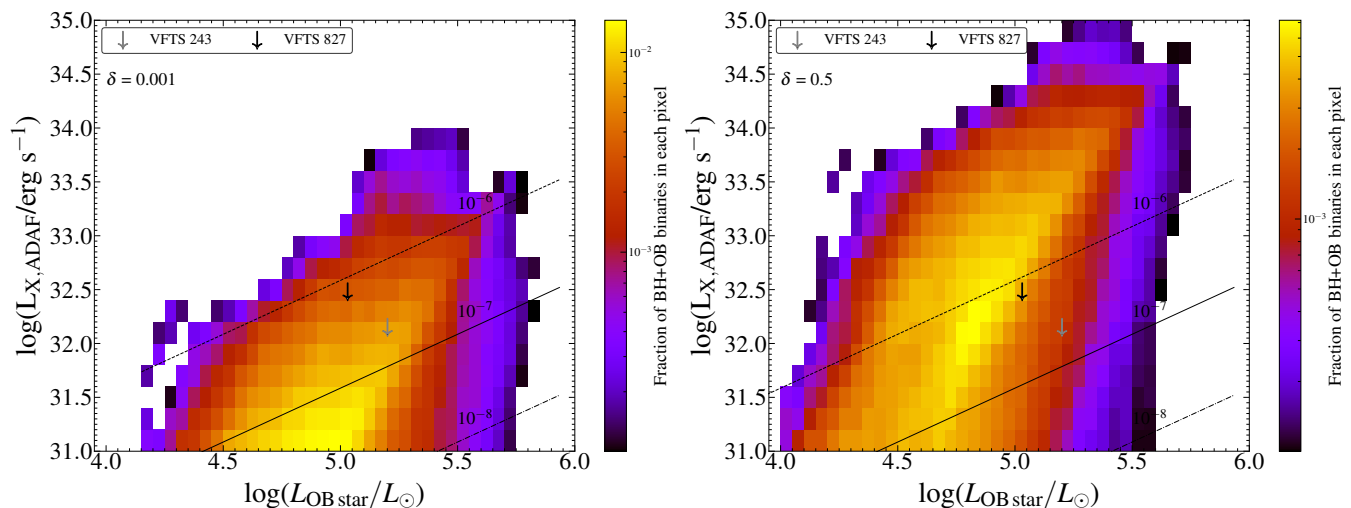 ↓ VFTS 243 ↓ VFTS 827
δ = 0.001
35.0
34.5
34.0
33.5
33.0
32.5
32.0
31.5
31.0
log(L_X,ADAF/erg s⁻¹)
10⁻⁶
10⁻⁷
10⁻⁸
4.0 4.5 5.0 5.5 6.0
log(L_OB star/L_⊙)
10⁻²
10⁻³
Fraction of BH+OB binaries in each pixel
↓ VFTS 243 ↓ VFTS 827
δ = 0.5
35.0
34.5
34.0
33.5
33.0
32.5
32.0
31.5
31.0
log(L_X,ADAF/erg s⁻¹)
10⁻⁶
10⁻⁷
10⁻⁸
4.0 4.5 5.0 5.5 6.0
log(L_OB star/L_⊙)
10⁻³
Fraction of BH+OB binaries in each pixel